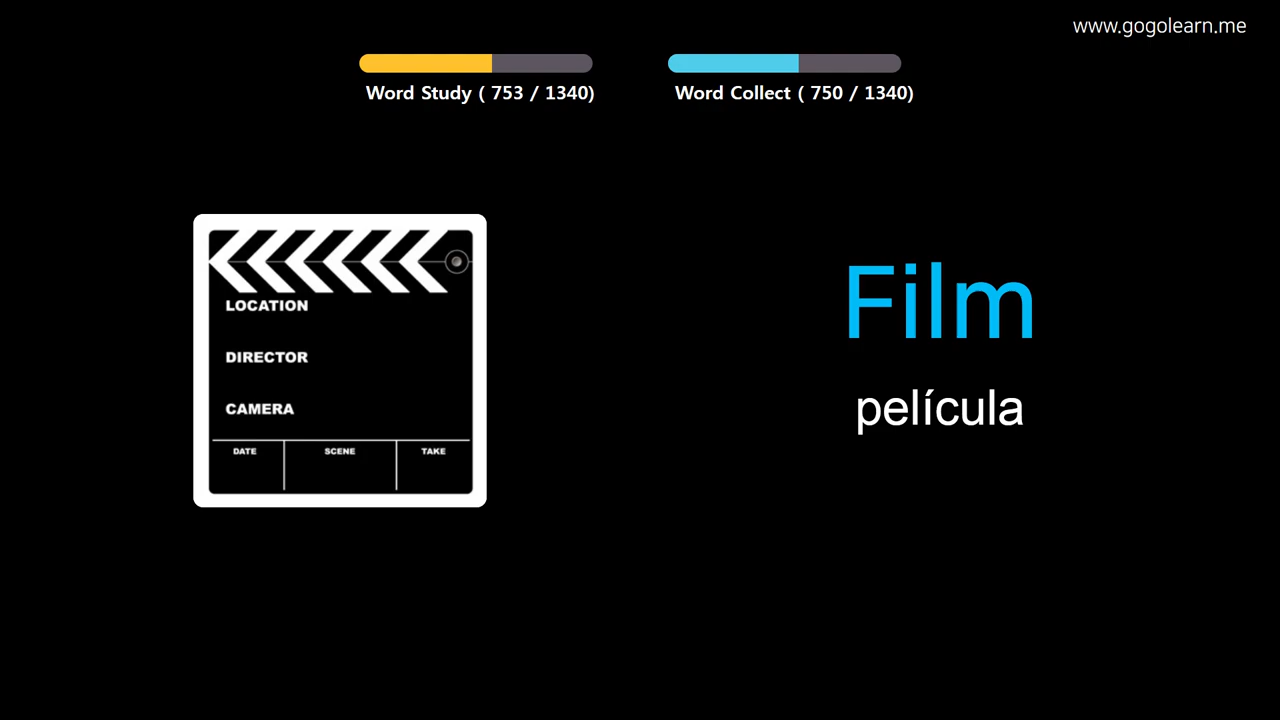 www.gogolearn.me
Word Study ( 753 / 1340)
Word Collect ( 750 / 1340)
LOCATION
DIRECTOR
CAMERA
DATE
SCENE
TAKE
Film
película